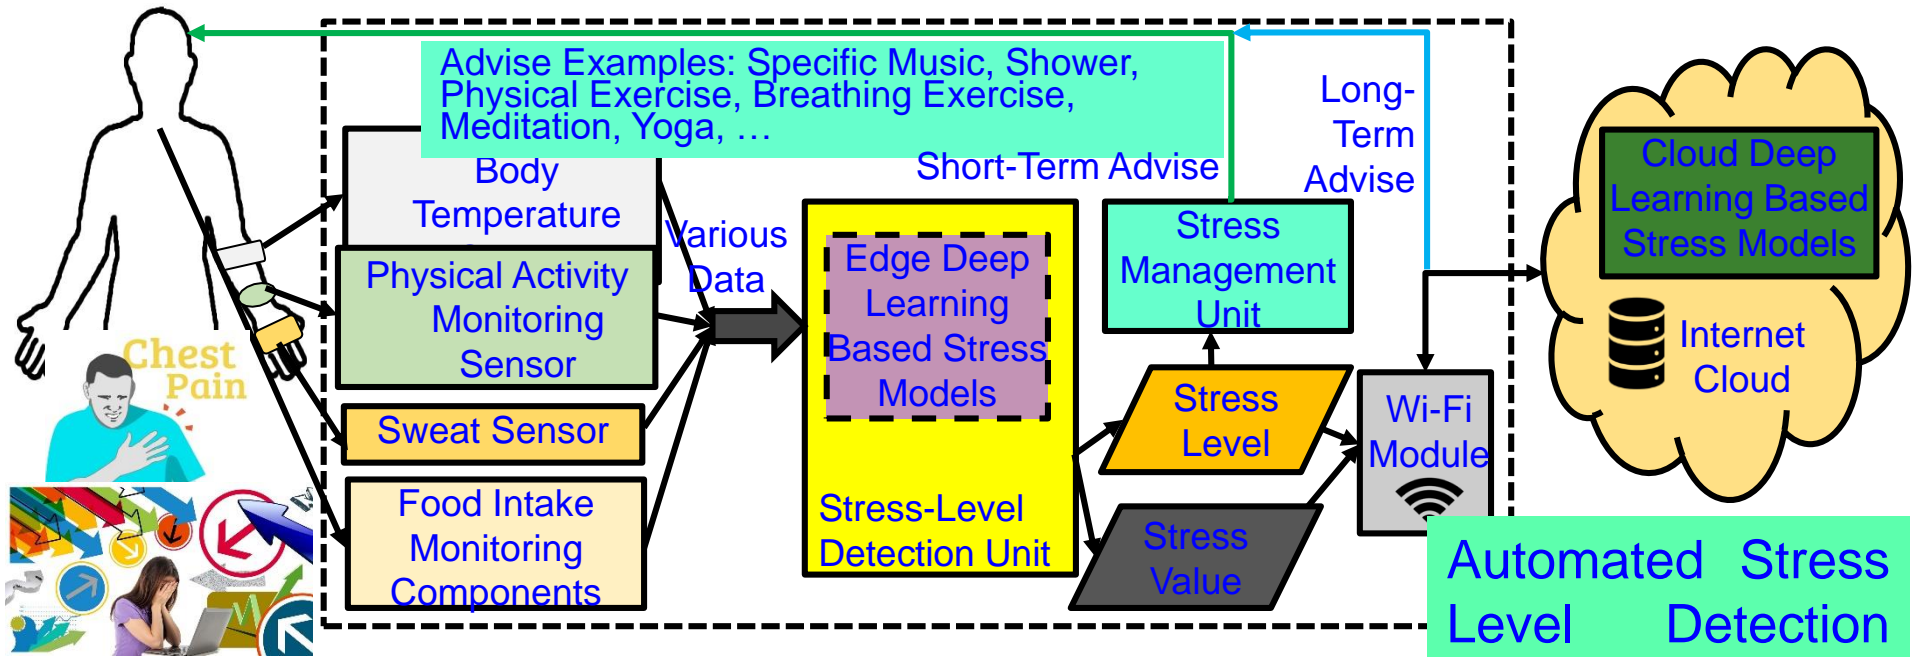 Advise Examples: Specific Music, Shower,
Physical Exercise, Breathing Exercise,
Meditation, Yoga, …
Short-Term Advise
Long-
Term
Advise
Body
Temperature
Physical Activity
Monitoring
Sensor
Sweat Sensor
Food Intake
Monitoring
Components
Various
Data
Edge Deep
Learning
Based Stress
Models
Stress-Level
Detection Unit
Stress
Management
Unit
Stress
Level
Stress
Value
Wi-Fi
Module
Cloud Deep
Learning Based
Stress Models
Internet
Cloud
Chest
Pain
Automated Stress
Level Detection